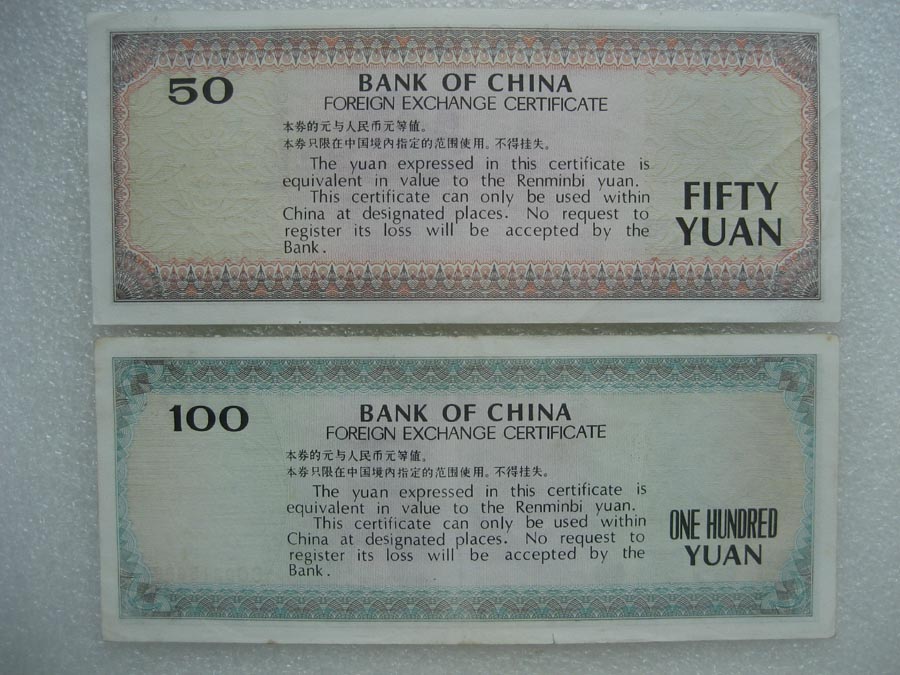 50
BANK OF CHINA
FOREIGN EXCHANGE CERTIFICATE
本券的元与人民币元等値。
本券只限在中国境内指定的范围使用。不得挂失。
The yuan expressed in this certificate is
equivalent in value to the Renminbi yuan.
This certificate can only be used within
China at designated places. No request to
register its loss will be accepted by the
Bank.
FIFTY
YUAN
100
BANK OF CHINA
FOREIGN EXCHANGE CERTIFICATE
本券的元与人民币元等値。
本券只限在中国境内指定的范围使用。不得挂失。
The yuan expressed in this certificate is
equivalent in value to the Renminbi yuan.
This certificate can only be used within
China at designated places. No request to
register its loss will be accepted by the
Bank.
ONE HUNDRED
YUAN